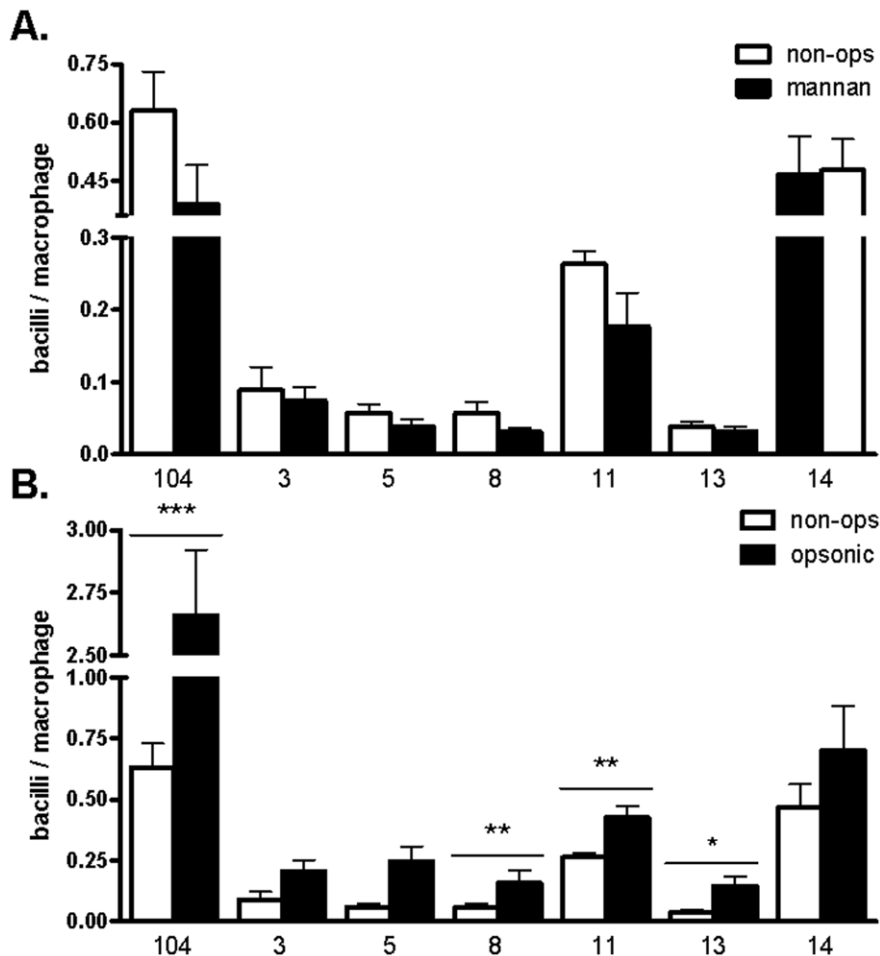 A.
non-ops
mannan
bacilli / macrophage
0.75
0.60
0.45
0.3
0.2
0.1
0.0
104 3 5 8 11 13 14
B.
non-ops
opsonic
bacilli / macrophage
3.00
2.75
2.50
1.00
0.75
0.50
0.25
0.00
***
**
**
*
104 3 5 8 11 13 14